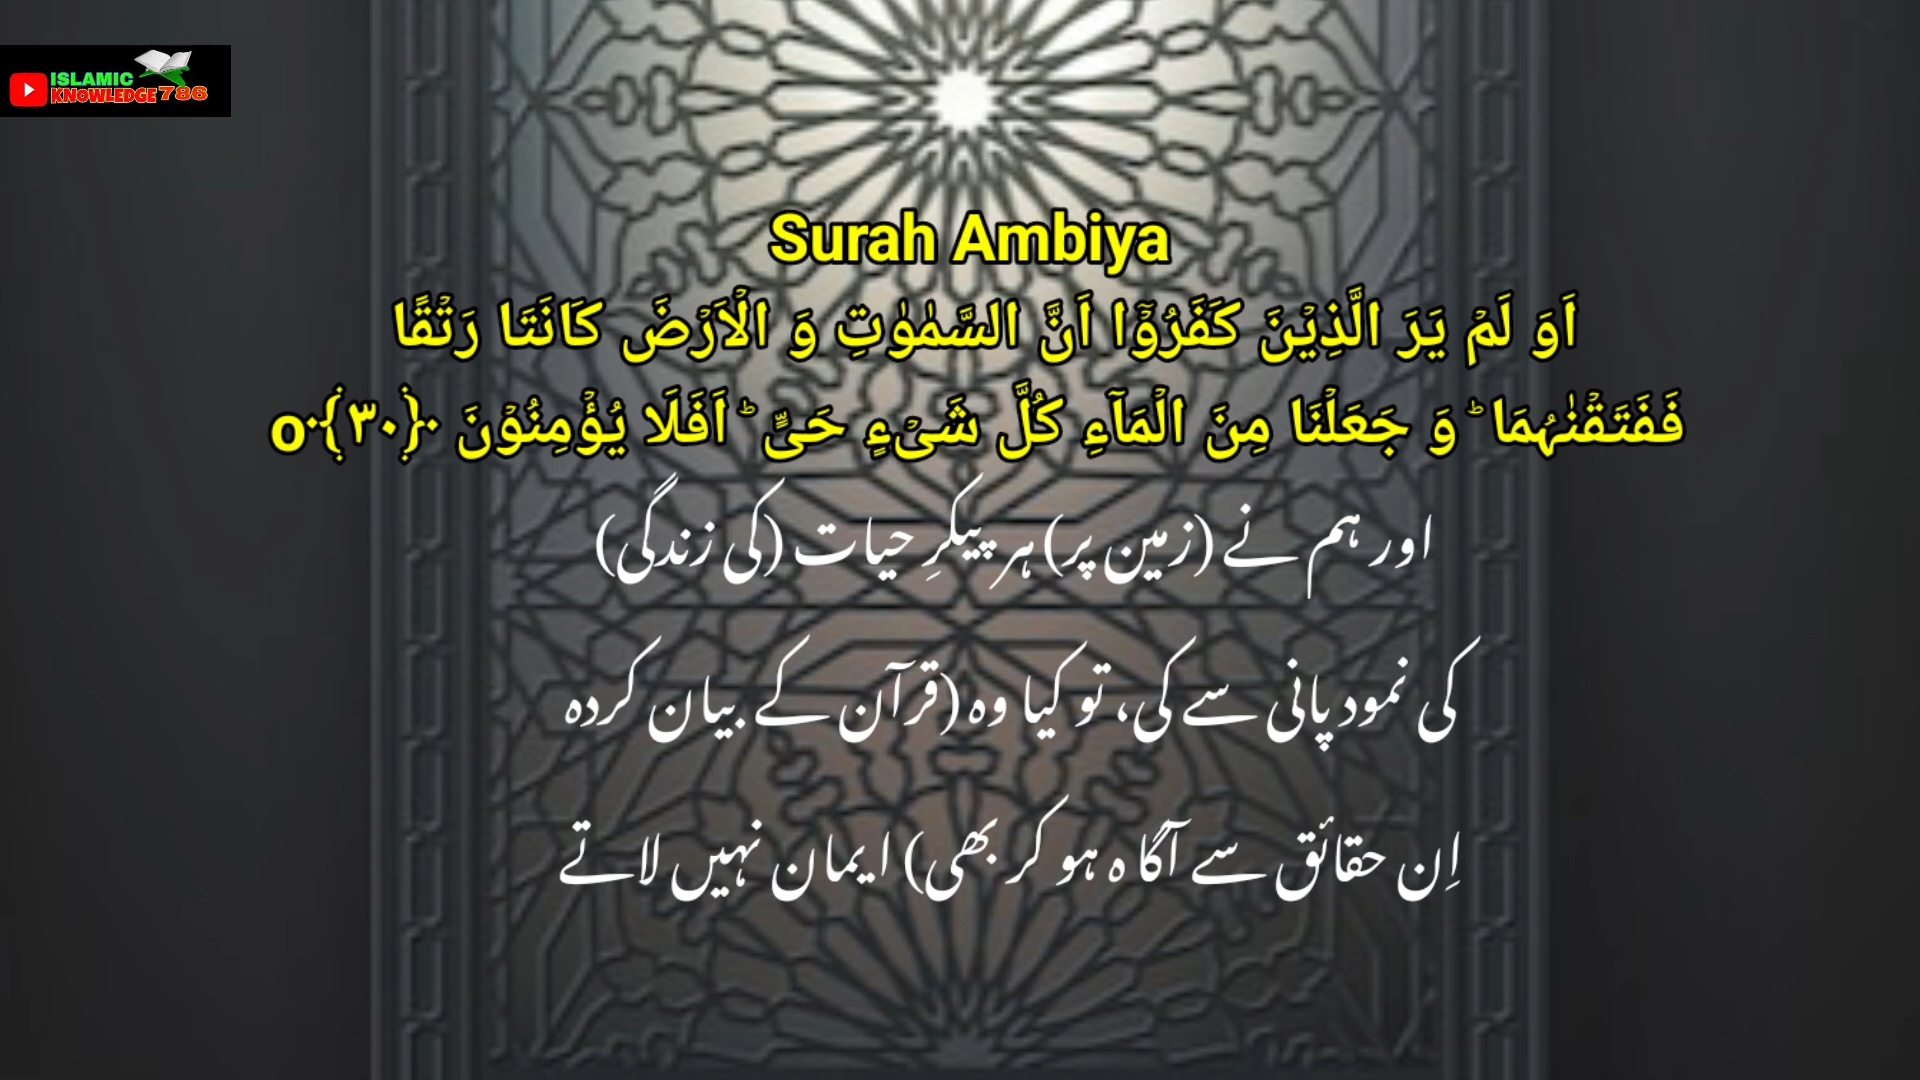 ISLAMIC
KNOWLEDGE 786
Surah Ambiya
اَوَ لَمۡ یَرَ الَّذِیۡنَ کَفَرُوۡۤا اَنَّ السَّمٰوٰتِ وَ الۡاَرۡضَ کَانَتَا رَتۡقًا
فَفَتَقۡنٰہُمَا ؕ وَ جَعَلۡنَا مِنَ الۡمَآءِ کُلَّ شَیۡءٍ حَیٍّ ؕ اَفَلَا یُؤۡمِنُوۡنَ ﴿۳۰﴾o
اور ہم نے (زمین پر) ہر پیکرِ حیات (کی زندگی)
کی نمود پانی سے کی، تو کیا وہ (قرآن کے بیان کردہ
اِن حقائق سے آگاہ ہو کر بھی) ایمان نہیں لاتے